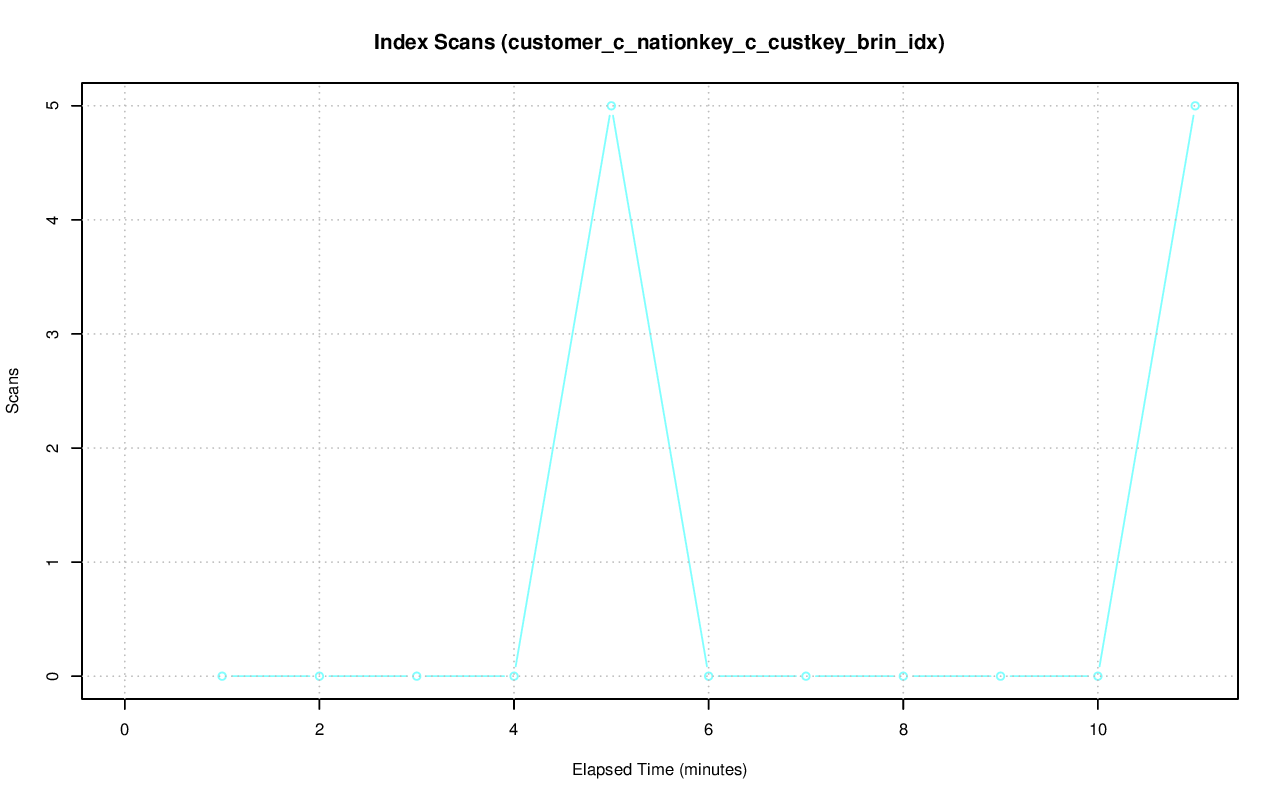 Index Scans (customer_c_nationkey_c_custkey_brin_idx)
5
4
3
2
1
0
Scans
0 2 4 6 8 10
Elapsed Time (minutes)